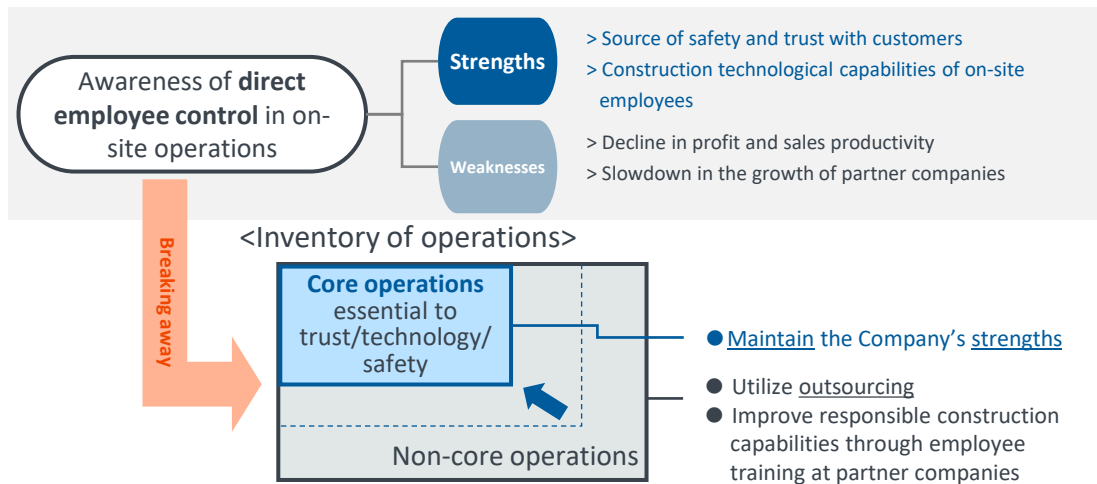 Awareness of direct
employee control in on-
site operations
Strengths
> Source of safety and trust with customers
> Construction technological capabilities of on-site
employees
Weaknesses
> Decline in profit and sales productivity
> Slowdown in the growth of partner companies
Breaking away
<Inventory of operations>
Core operations
essential to
trust/technology/
safety
Non-core operations
● Maintain the Company's strengths
● Utilize outsourcing
● Improve responsible construction
capabilities through employee
training at partner companies